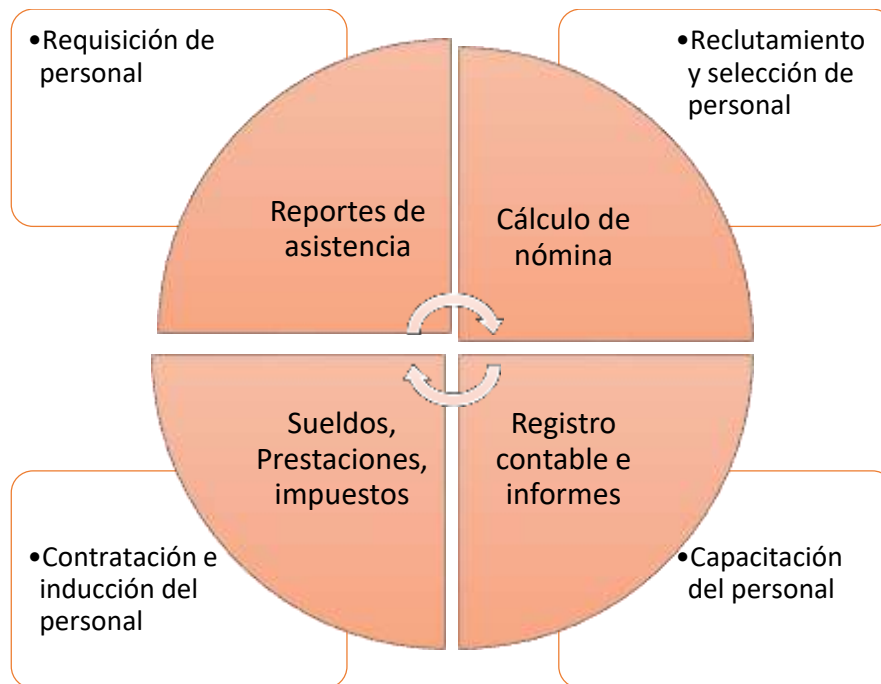 •Requisición de
personal
•Reclutamiento
y selección de
personal
Reportes de
asistencia
Cálculo de
nómina
Sueldos,
Prestaciones,
impuestos
Registro
contable e
informes
•Contratación e
inducción del
personal
•Capacitación
del personal